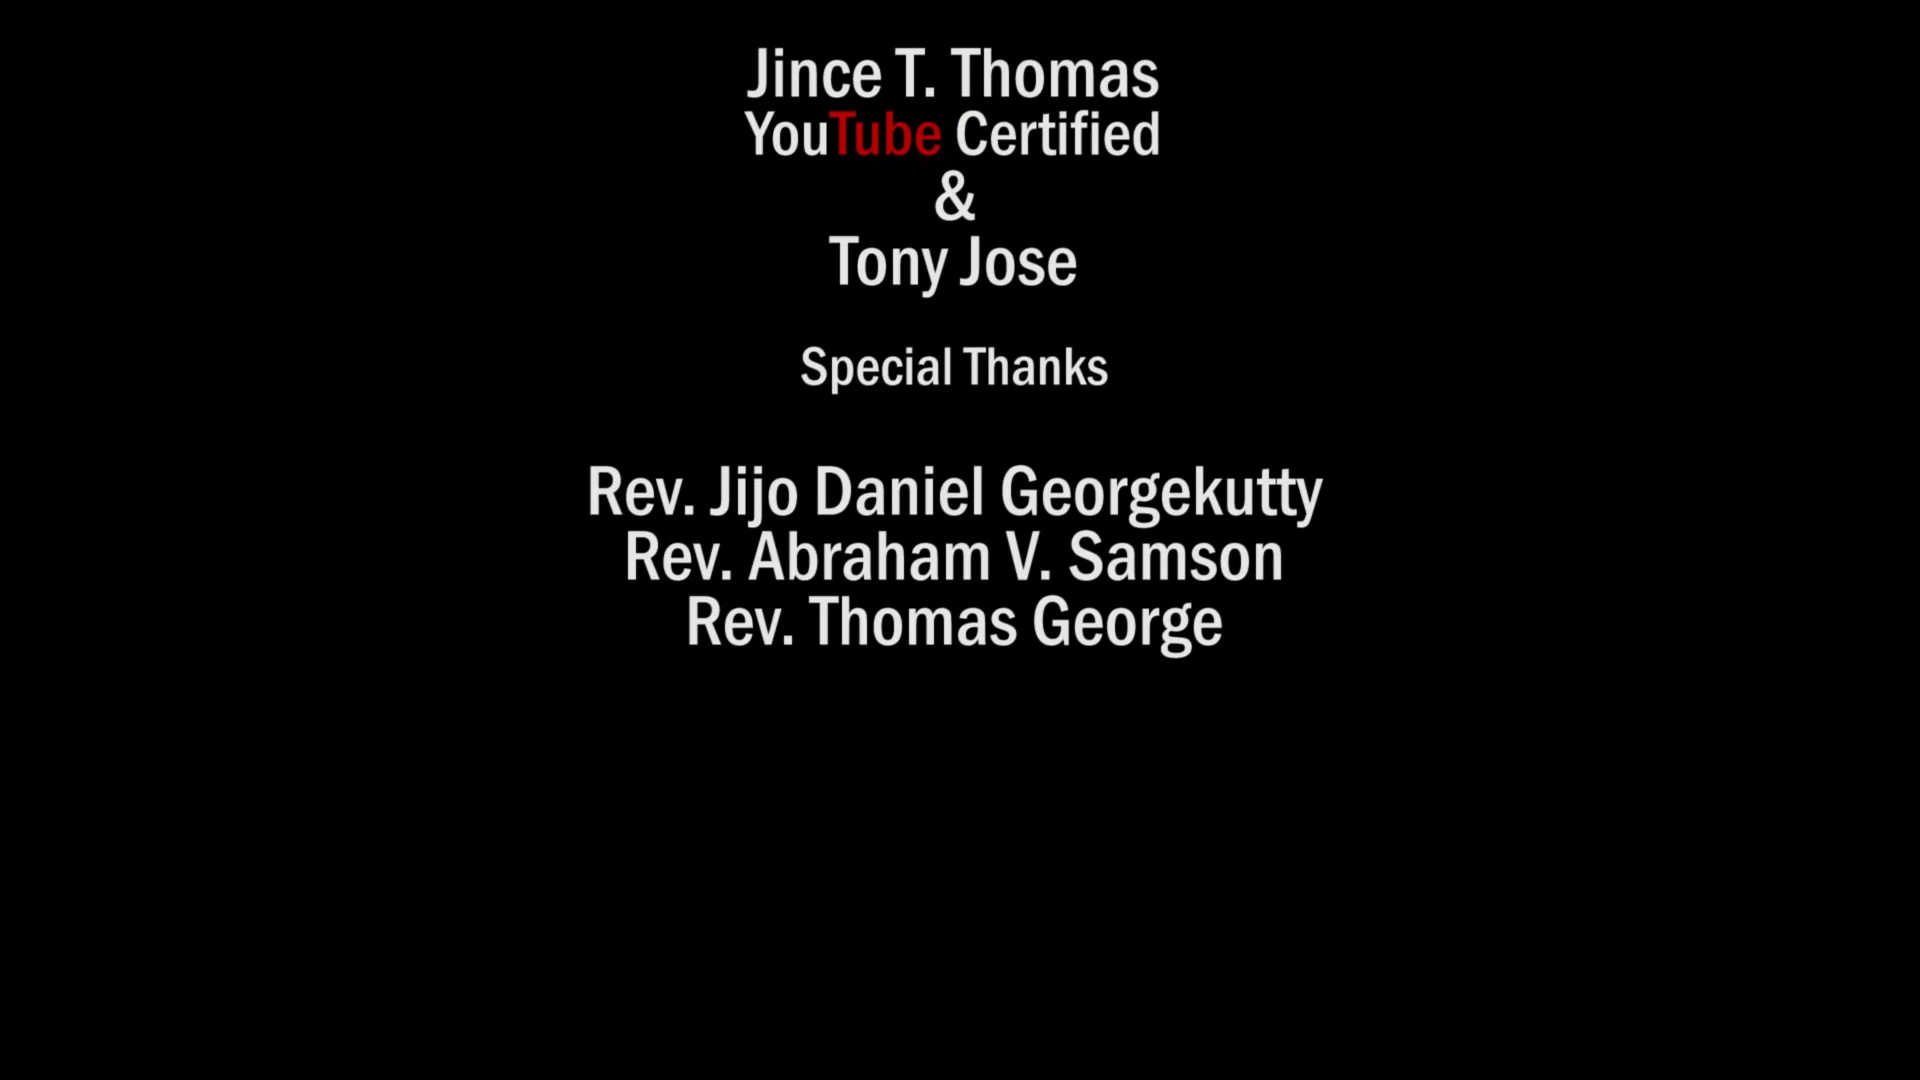 Jince T. Thomas
YouTube Certified
&
Tony Jose
Special Thanks
Rev. Jijo Daniel Georgekutty
Rev. Abraham V. Samson
Rev. Thomas George